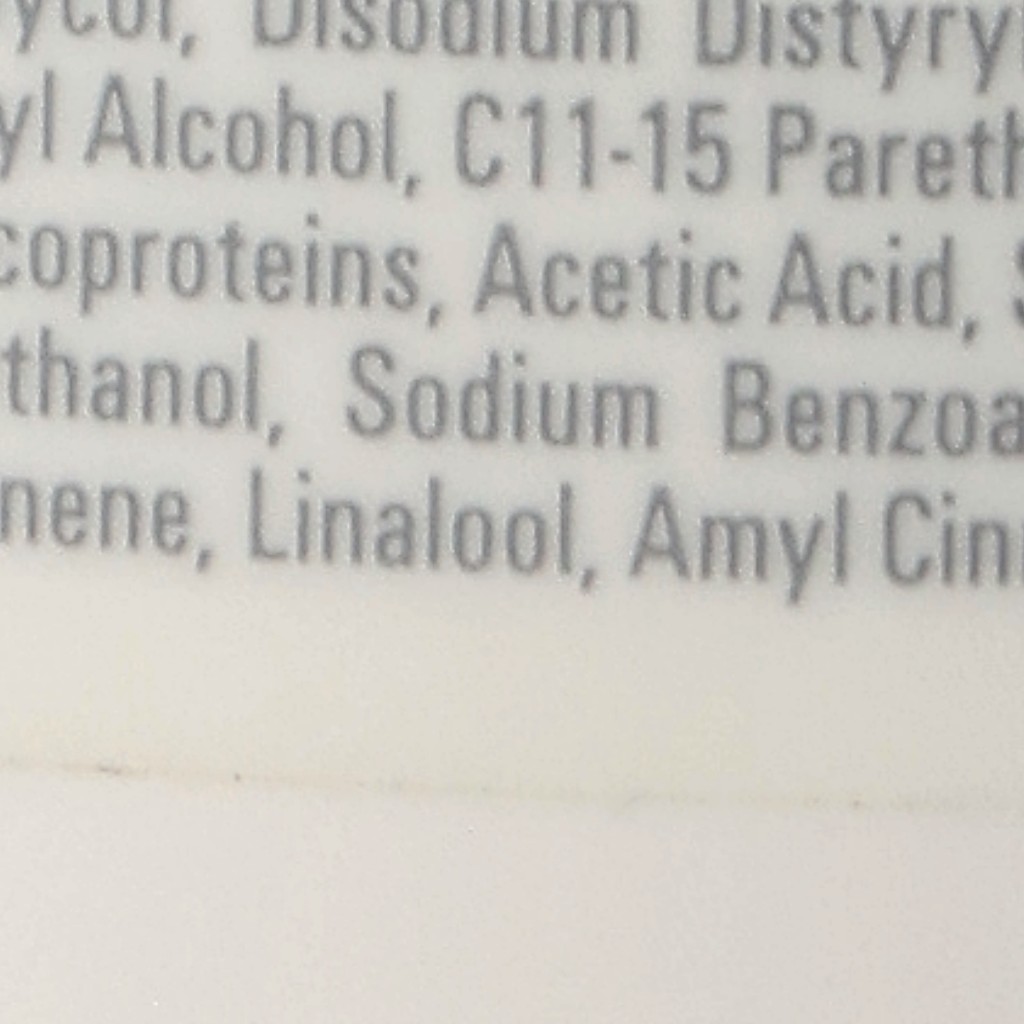 ycol, Disodium Distyry
yl Alcohol, C11-15 Pareth
coproteins, Acetic Acid,
thanol, Sodium Benzoa
nene, Linalool, Amyl Cin